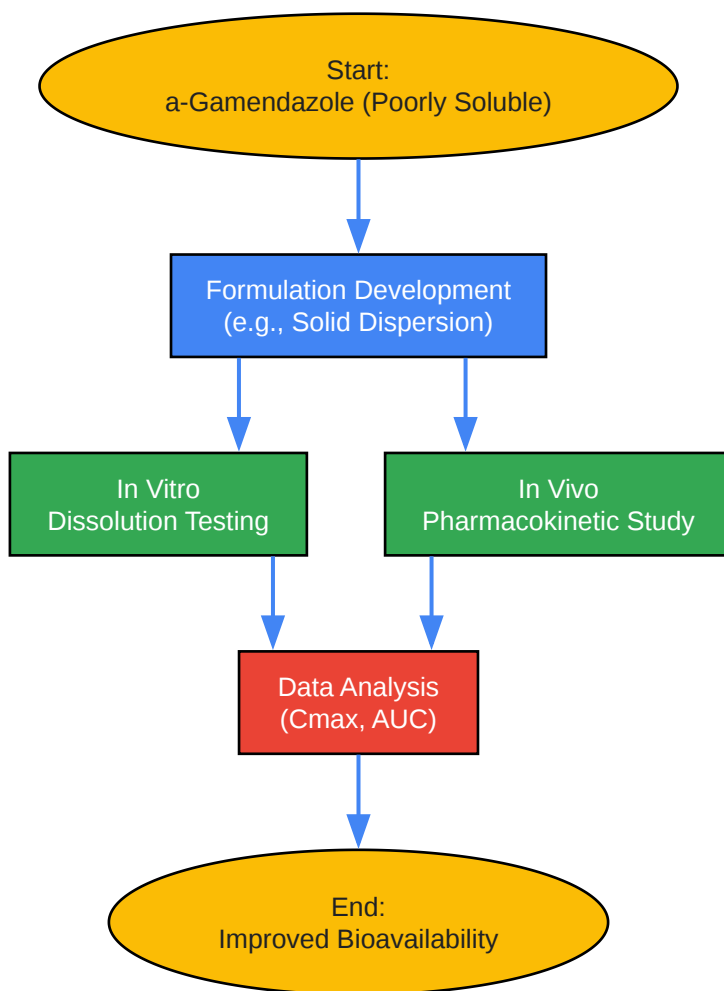 Start:
a-Gamendazole (Poorly Soluble)
Formulation Development
(e.g., Solid Dispersion)
In Vitro
Dissolution Testing
In Vivo
Pharmacokinetic Study
Data Analysis
(Cmax, AUC)
End:
Improved Bioavailability